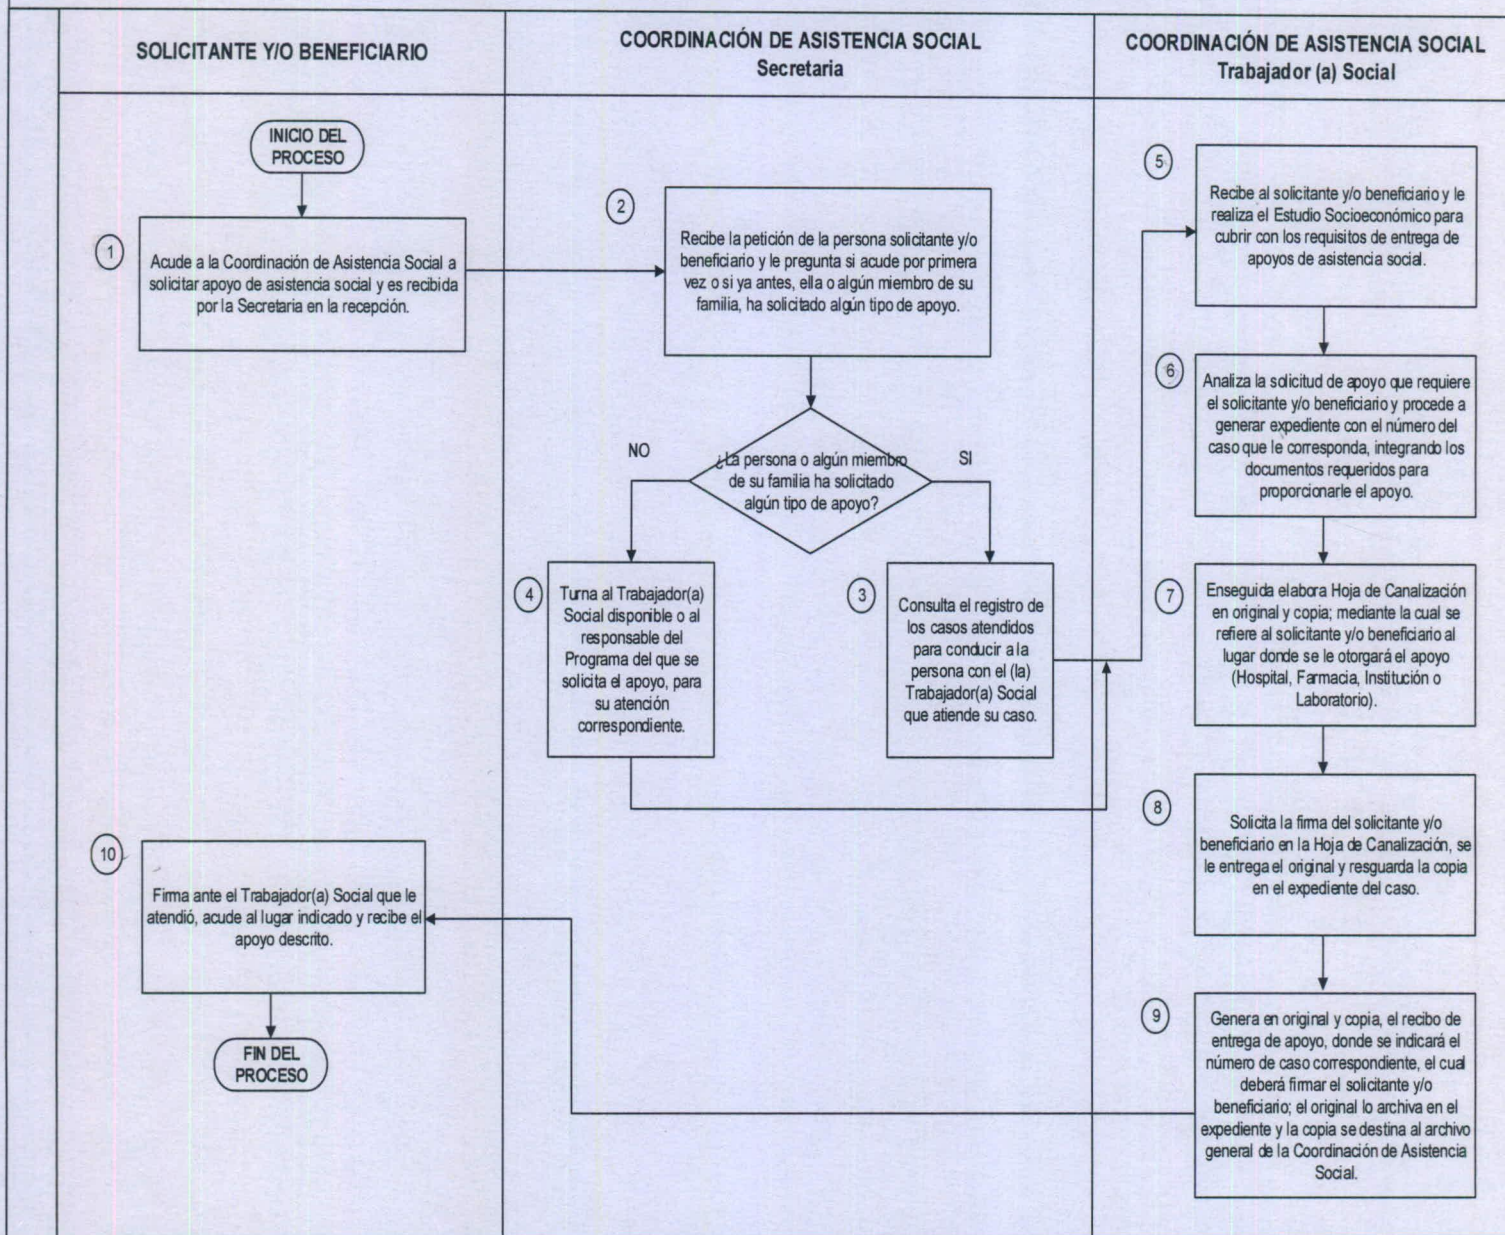 SOLICITANTE Y/O BENEFICIARIO
COORDINACIÓN DE ASISTENCIA SOCIAL
Secretaria
COORDINACIÓN DE ASISTENCIA SOCIAL
Trabajador (a) Social
INICIO DEL
PROCESO
1
Acude a la Coordinación de Asistencia Social a
solicitar apoyo de asistencia social y es recibida
por la Secretaria en la recepción.
2
Recibe la petición de la persona solicitante y/o
beneficiario y le pregunta si acude por primera
vez o si ya antes, ella o algún miembro de su
familia, ha solicitado algún tipo de apoyo.
¿La persona o algún miembro
de su familia ha solicitado
algún tipo de apoyo?
NO
SI
3
Consulta el registro de
los casos atendidos
para conducir a la
persona con el (la)
Trabajador(a) Social
que atiende su caso.
4
Turna al Trabajador(a)
Social disponible o al
responsable del
Programa del que se
solicita el apoyo, para
su atención
correspondiente.
5
Recibe al solicitante y/o beneficiario y le
realiza el Estudio Socioeconómico para
cubrir con los requisitos de entrega de
apoyos de asistencia social.
6
Analiza la solicitud de apoyo que requiere
el solicitante y/o beneficiario y procede a
generar expediente con el número del
caso que le corresponda, integrando los
documentos requeridos para
proporcionarle el apoyo.
7
Enseguida elabora Hoja de Canalización
en original y copia; mediante la cual se
refiere al solicitante y/o beneficiario al
lugar donde se le otorgará el apoyo
(Hospital, Farmacia, Institución o
Laboratorio).
8
Solicita la firma del solicitante y/o
beneficiario en la Hoja de Canalización, se
le entrega el original y resguarda la copia
en el expediente del caso.
9
Genera en original y copia, el recibo de
entrega de apoyo, donde se indicará el
número de caso correspondiente, el cual
deberá firmar el solicitante y/o
beneficiario; el original lo archiva en el
expediente y la copia se destina al archivo
general de la Coordinación de Asistencia
Social.
10
Firma ante el Trabajador(a) Social que le
atendió, acude al lugar indicado y recibe el
apoyo descrito.
FIN DEL
PROCESO